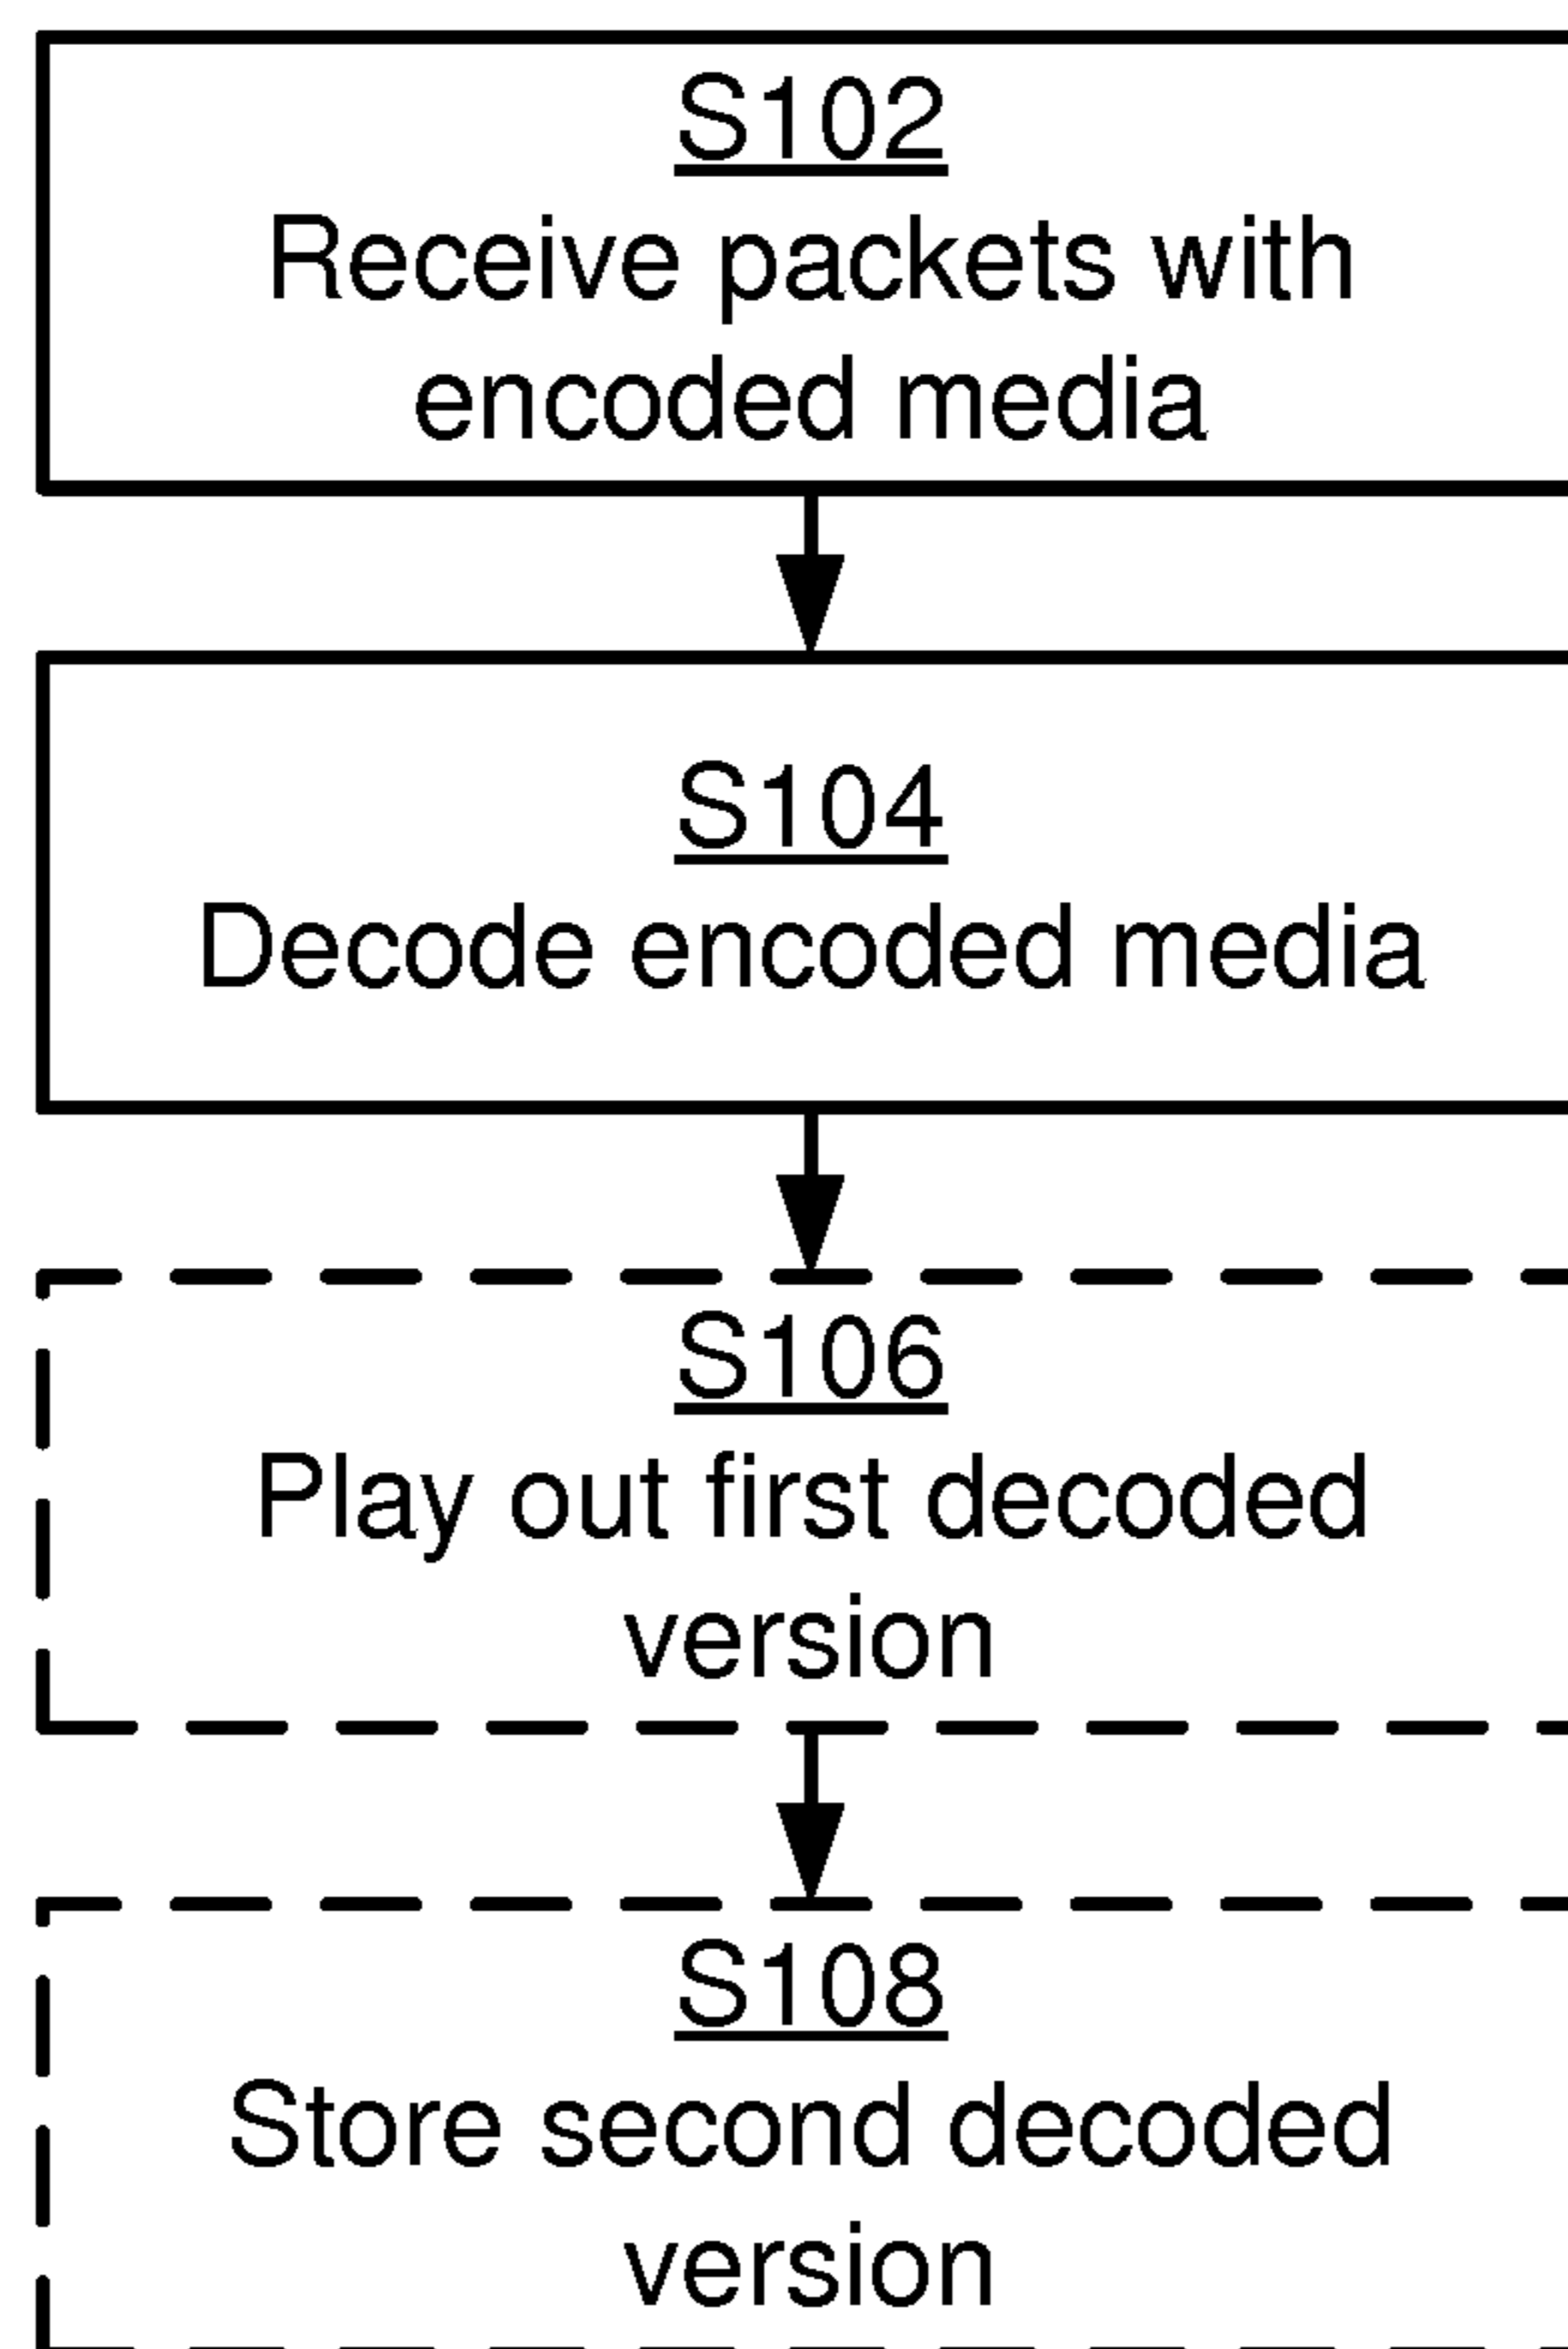 S102
Receive packets with
encoded media
S104
Decode encoded media
S106
Play out first decoded
version
S108
Store second decoded
version